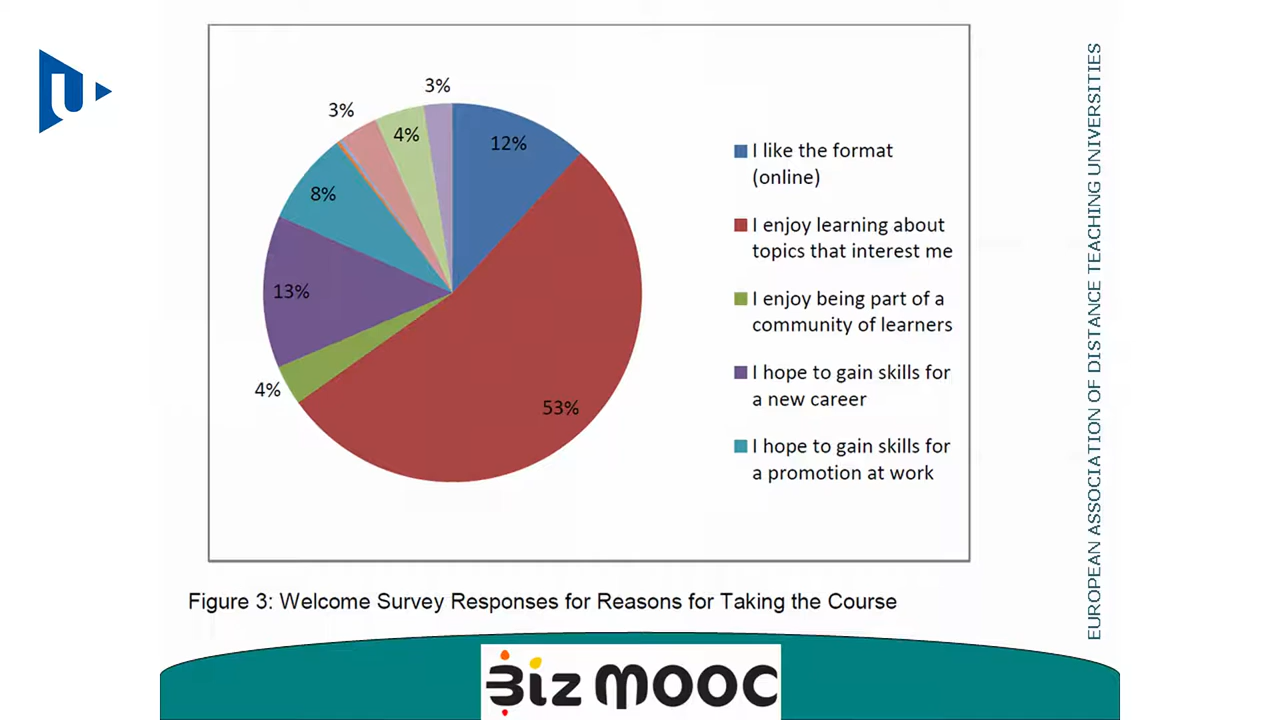 U
3%
3%
4%
12%
8%
13%
4%
53%
I like the format
(online)
I enjoy learning about
topics that interest me
I enjoy being part of a
community of learners
I hope to gain skills for
a new career
I hope to gain skills for
a promotion at work
Figure 3: Welcome Survey Responses for Reasons for Taking the Course
EUROPEAN ASSOCIATION OF DISTANCE TEACHING UNIVERSITIES
Biz MOOC